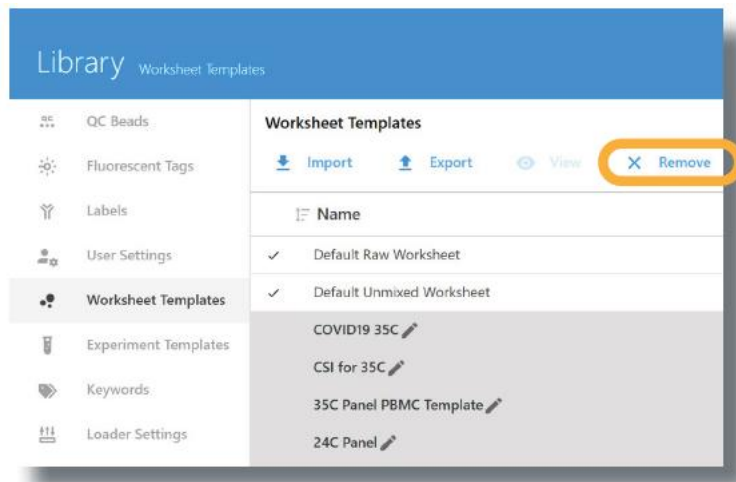 Library Worksheet Templates
QC Beads
Fluorescent Tags
Labels
User Settings
Worksheet Templates
Experiment Templates
Keywords
Loader Settings
Worksheet Templates
Import Export View Remove
Name
Default Raw Worksheet
Default Unmixed Worksheet
COVID19 35C
CSI for 35C
35C Panel PBMC Template
24C Panel